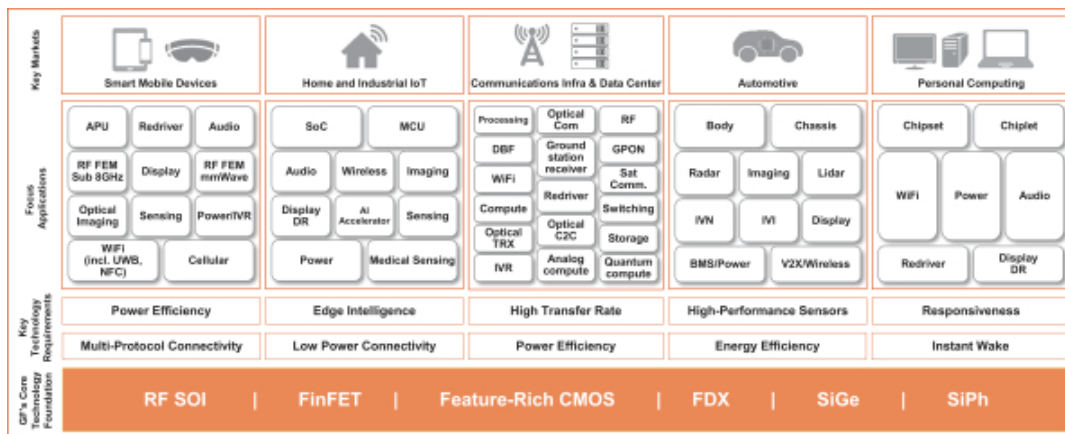 Key Markets
Smart Mobile Devices
Home and Industrial IoT
Communications Infra & Data Center
Automotive
Personal Computing
Focus
Applications
APU
Redriver
Audio
RF FEM
Sub 8GHz
Display
RF FEM
mmWave
Optical
Imaging
Sensing
Power/IVR
WiFi
(incl. UWB,
NFC)
Cellular
SoC
MCU
Audio
Wireless
Imaging
Display
DR
AI
Accelerator
Sensing
Power
Medical Sensing
Processing
DBF
WiFi
Compute
Optical
TRX
IVR
Optical
Com
Ground
station
receiver
Redriver
Optical
C2C
Analog
compute
RF
GPON
Sat
Comm.
Switching
Storage
Quantum
compute
Body
Chassis
Radar
Imaging
Lidar
IVN
IVI
Display
BMS/Power
V2X/Wireless
Chipset
Chiplet
WiFi
Power
Audio
Redriver
Display
DR
Key
Technology
Requirements
Power Efficiency
Edge Intelligence
High Transfer Rate
High-Performance Sensors
Responsiveness
Multi-Protocol Connectivity
Low Power Connectivity
Power Efficiency
Energy Efficiency
Instant Wake
GF's Core
Technology
Foundation
RF SOI | FinFET | Feature-Rich CMOS | FDX | SiGe | SiPh